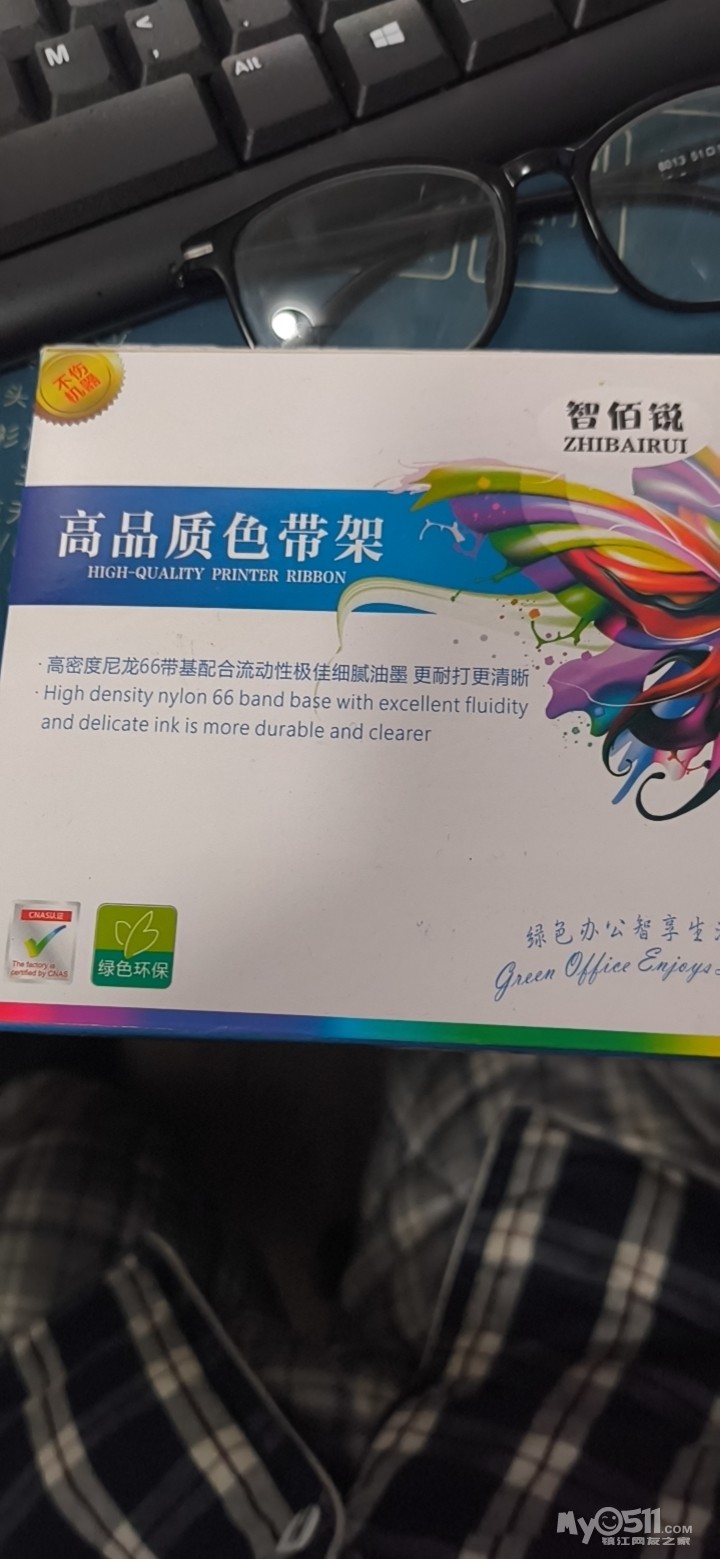 M
<
,
>
.
Alt
6013 51
不伤
机器
智佰锐
ZHIBAIRUI
高品质色带架
HIGH-QUALITY PRINTER RIBBON
· 高密度尼龙66带基配合流动性极佳细腻油墨 更耐打更清晰
· High density nylon 66 band base with excellent fluidity
and delicate ink is more durable and clearer
CNAS认证
The factory is
certified by CNAS
绿色环保
绿色办公智享生
Green Office Enjoys
My0511.COM
镇江网友之家